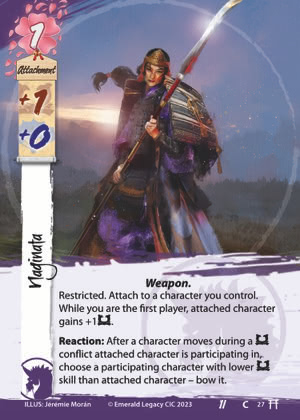 1
Attachment
+1
+0
Naginata
Weapon.
Restricted. Attach to a character you control.
While you are the first player, attached character
gains +1.
Reaction: After a character moves during a
conflict attached character is participating in,
choose a participating character with lower
skill than attached character – bow it.
ILLUS: Jérémie Morán © Emerald Legacy CIC 2023 C 27